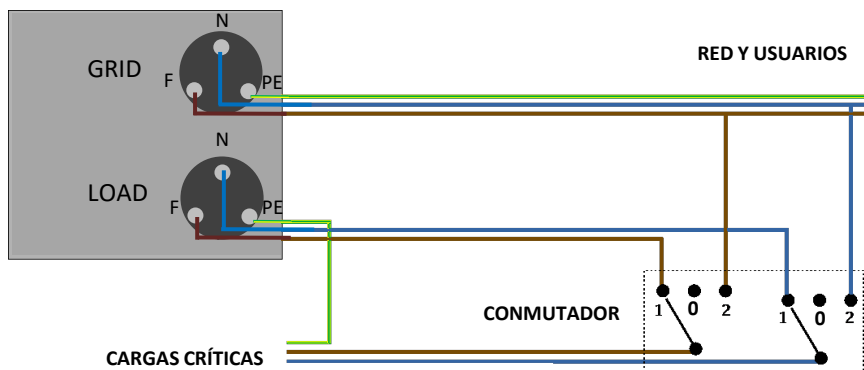 N
GRID
F
PE
RED Y USUARIOS
N
LOAD
F
PE
CONMUTADOR
1 0 2
1 0 2
CARGAS CRÍTICAS